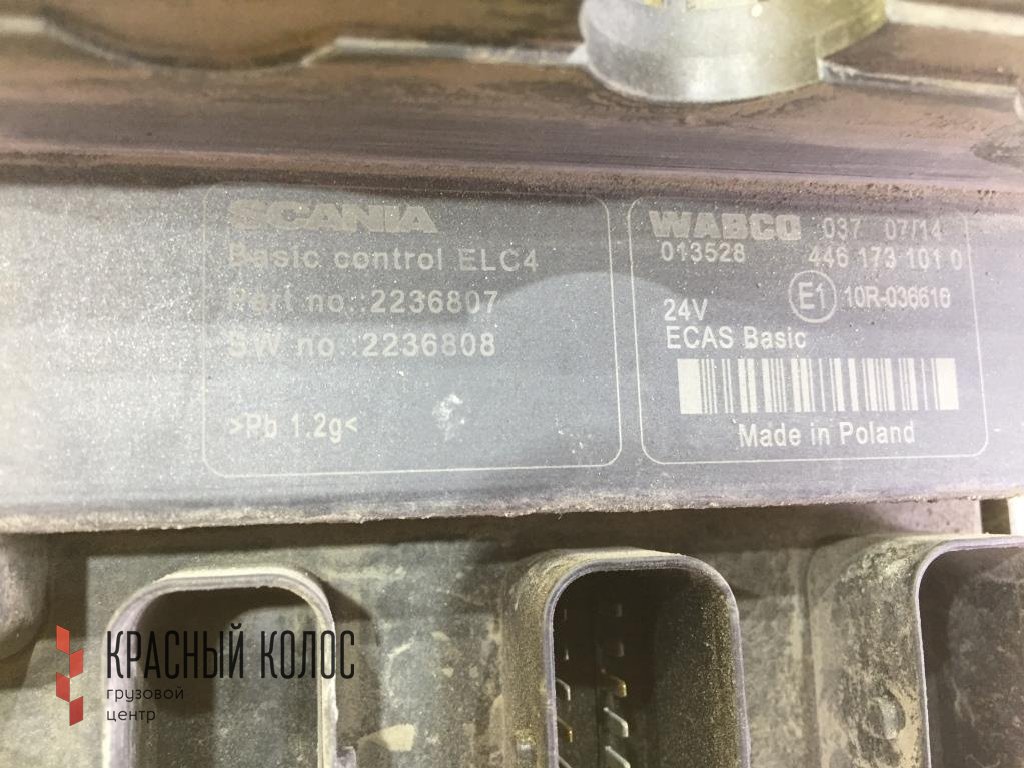 SCANIA
Basic control ELC4
Part no.:2236807
SW no.:2236808
>Pb 1.2g<
WABCO 037 07/14
013528 446 173 101 0
E1 10R-036616
24V
ECAS Basic
Made in Poland
КРАСНЫЙ КОЛОС
грузовой
центр